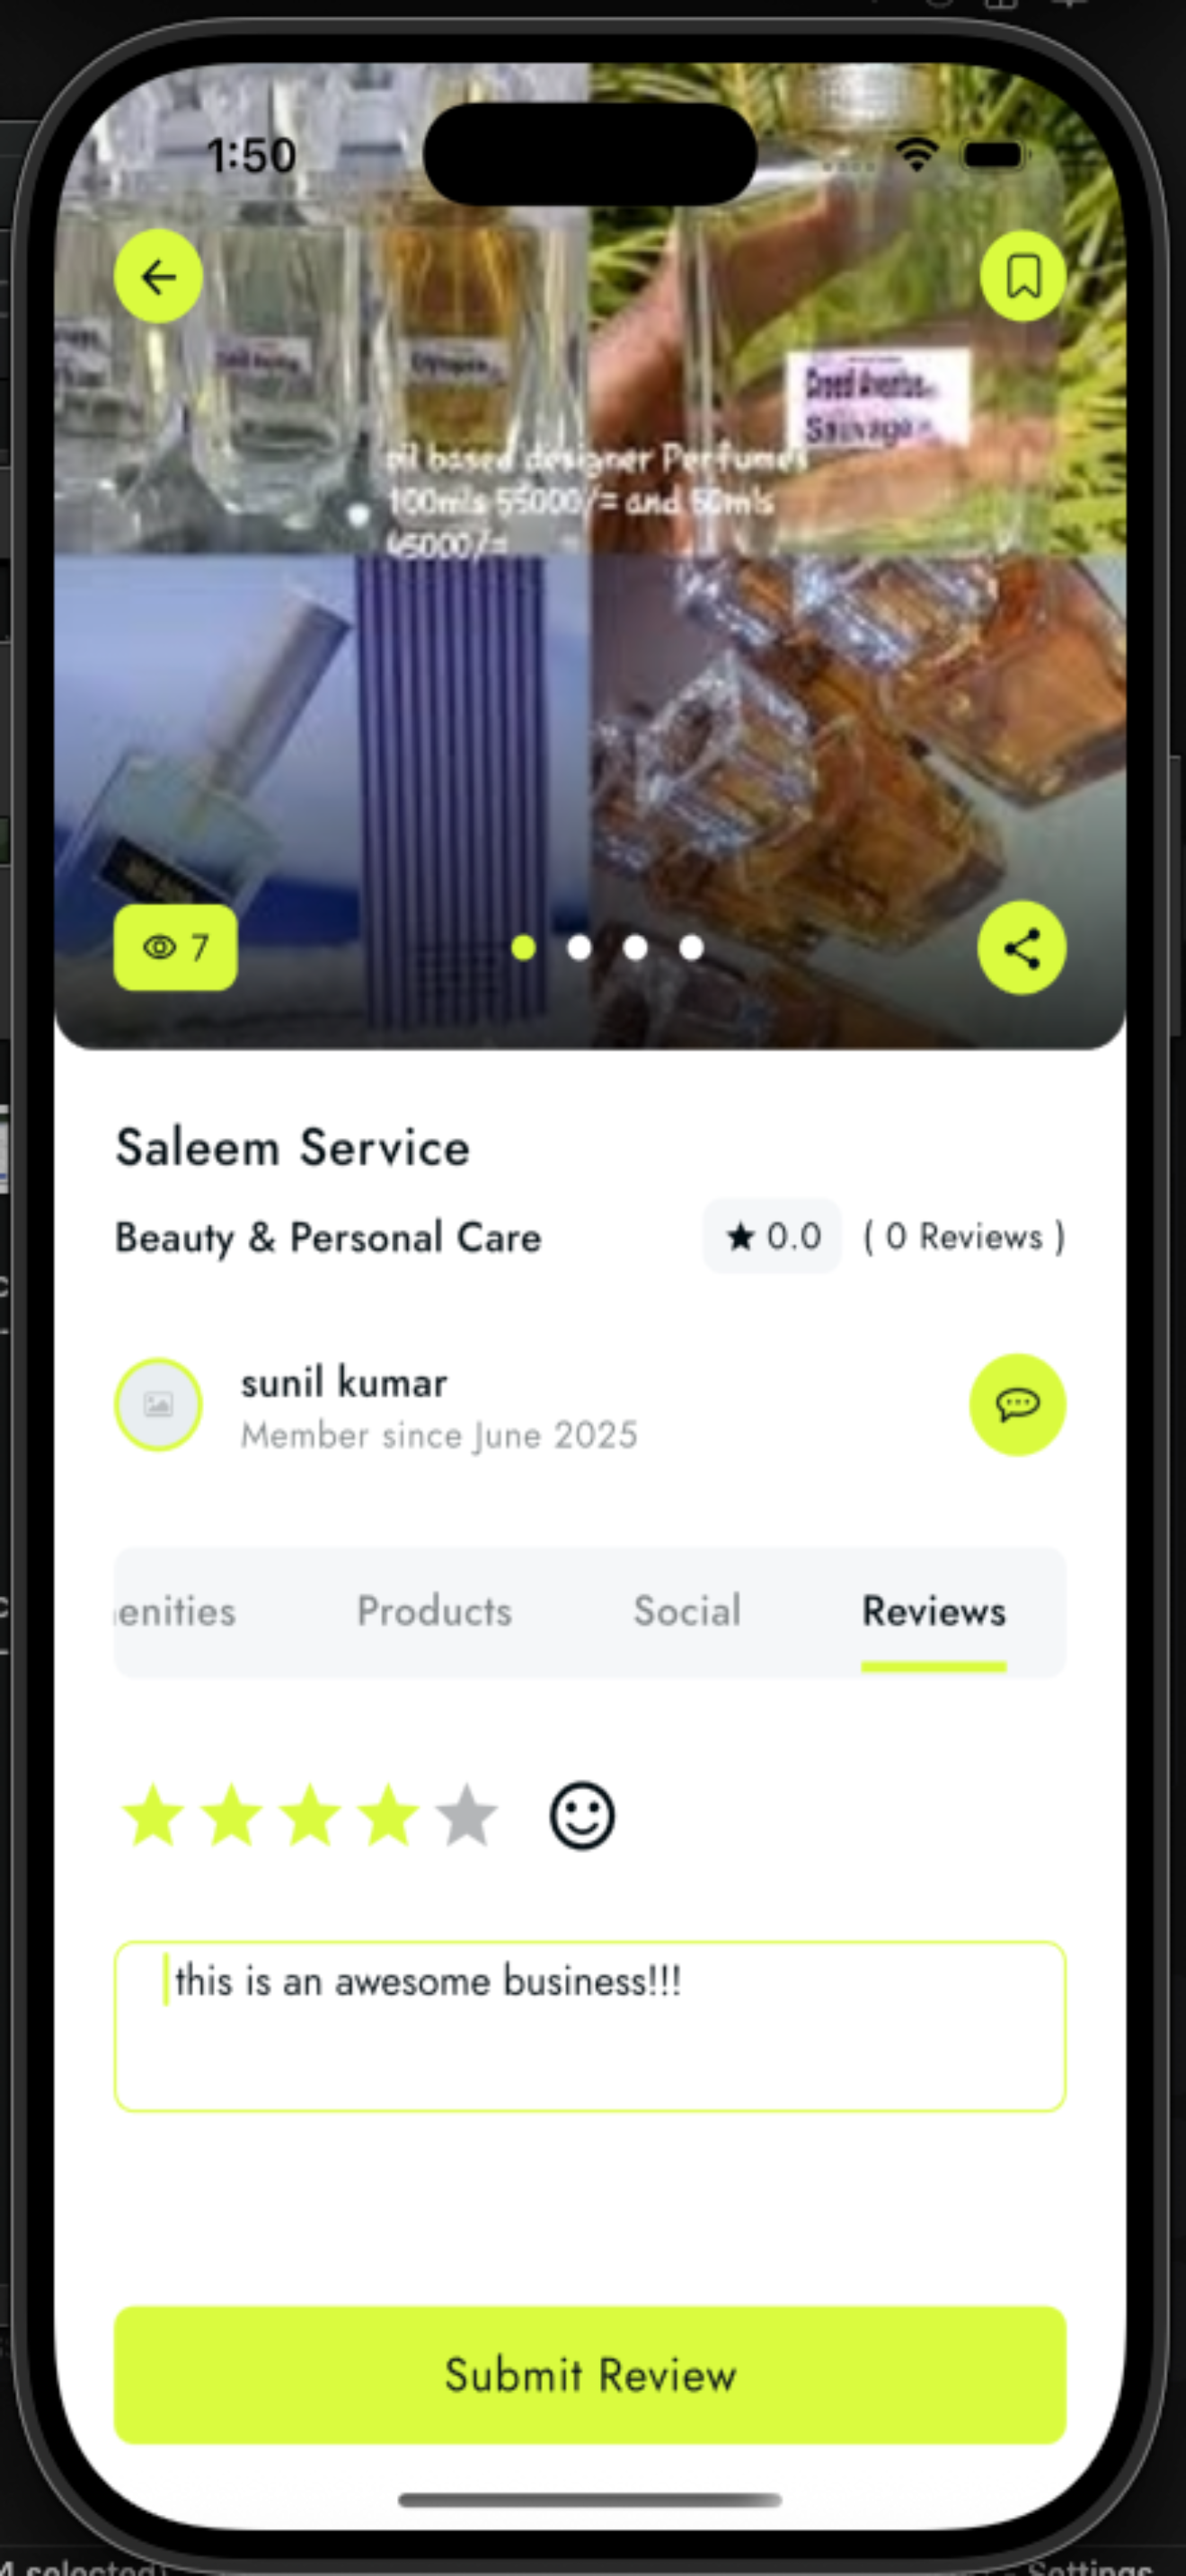 1:50
Creed Aventus
Sauvage
oil based designer Perfumes
100mls 55000/= and 50mls
45000/=
7
Saleem Service
Beauty & Personal Care
0.0 ( 0 Reviews )
sunil kumar
Member since June 2025
enities Products Social Reviews
this is an awesome business!!!
Submit Review
selected)
Settings